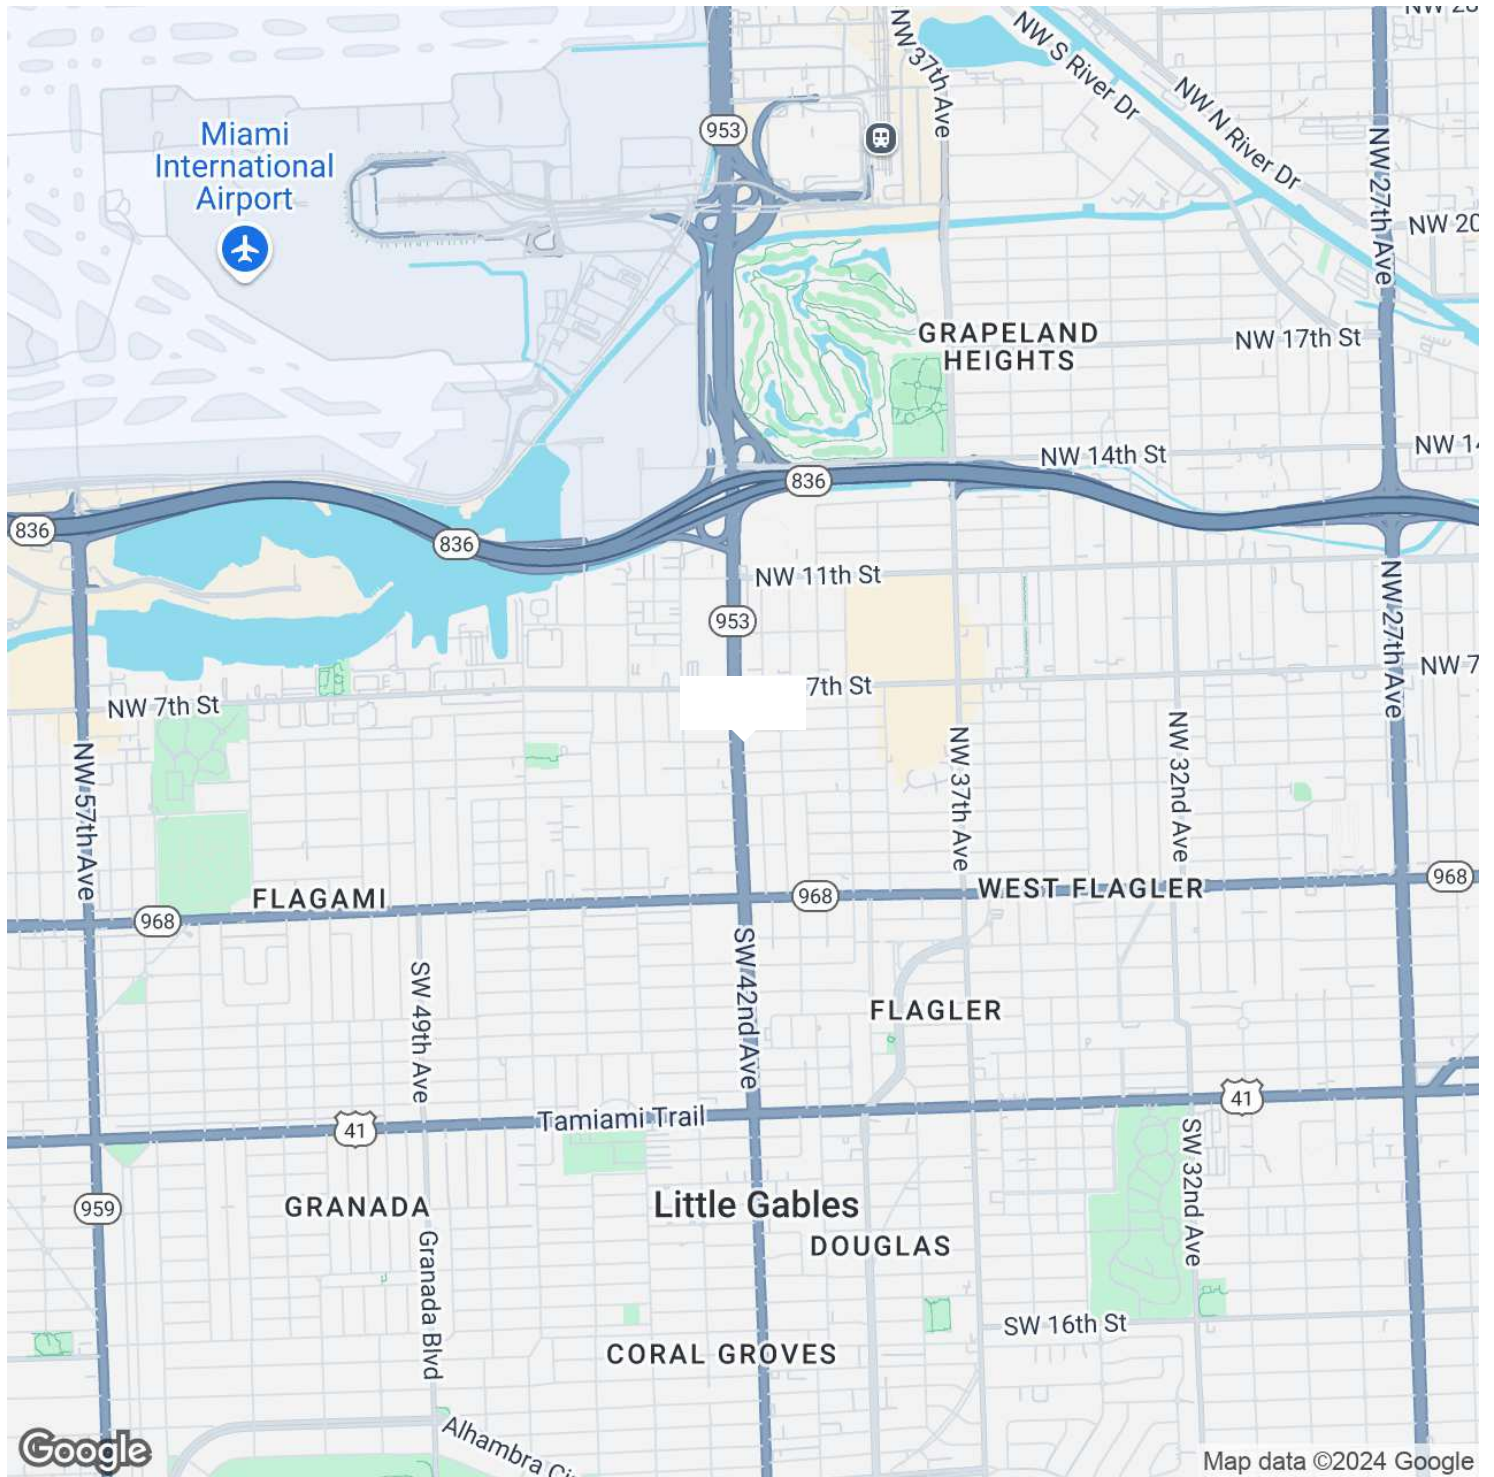 NW 37th Ave
NW S River Dr
NW N River Dr
953
Miami
International
Airport
NW 27th Ave
NW 20
GRAPELAND
HEIGHTS
NW 17th St
NW 14th St
NW 14
836
836
836
NW 11th St
953
NW 27th Ave
NW 7
7th St
NW 7th St
NW 57th Ave
NW 37th Ave
NW 32nd Ave
968
FLAGAMI
968
WEST FLAGLER
968
SW 49th Ave
SW 42nd Ave
FLAGLER
41
Tamiami Trail
41
SW 32nd Ave
959
GRANADA
Little Gables
DOUGLAS
Granada Blvd
SW 16th St
CORAL GROVES
Alhambra Ci
Google
Map data ©2024 Google